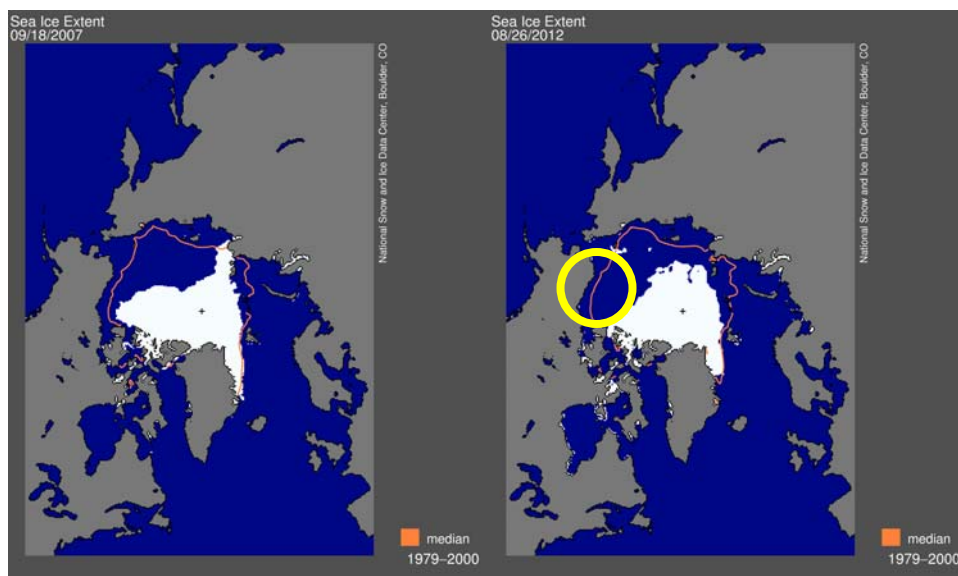 Sea Ice Extent
09/18/2007
National Snow and Ice Data Center, Boulder, CO
median
1979–2000
Sea Ice Extent
08/26/2012
National Snow and Ice Data Center, Boulder, CO
median
1979–2000